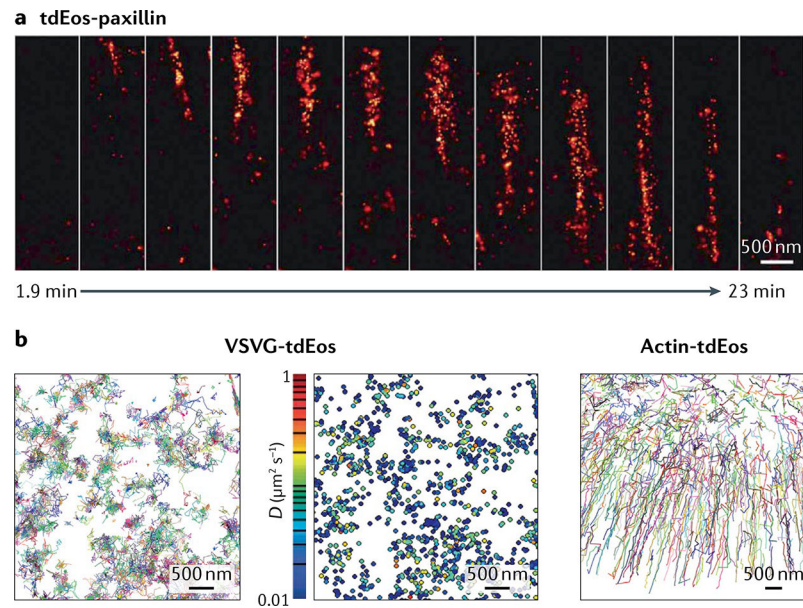 a tdEos-paxillin
500 nm
1.9 min
23 min
b
VSVG-tdEos
Actin-tdEos
1
D (μm² s⁻¹)
0.01
500 nm
500 nm
500 nm